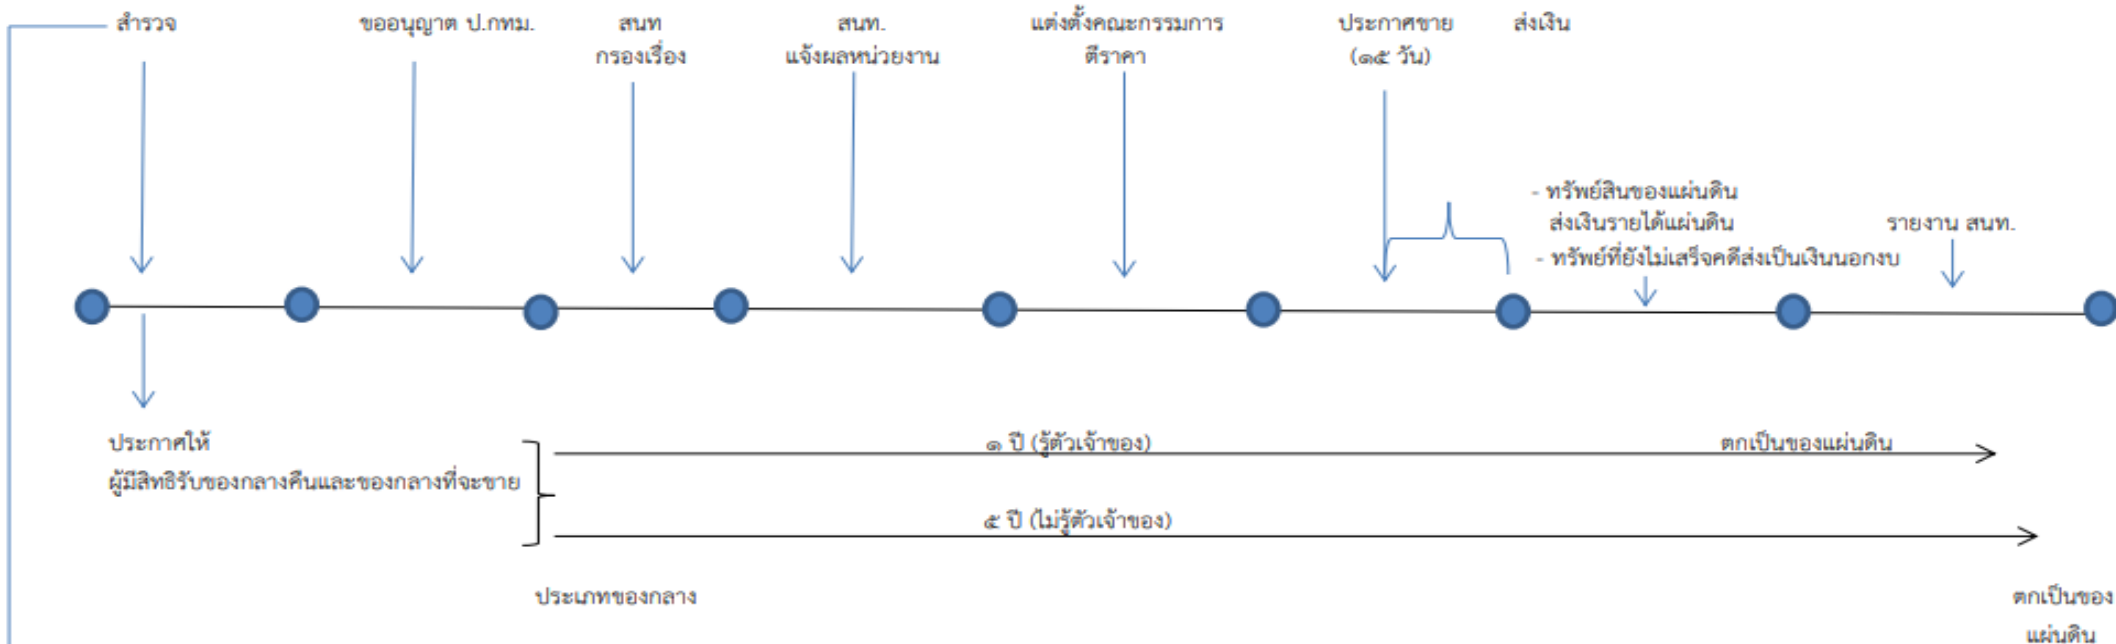 สำรวจ
ขออนุญาต ป.กทม.
สนท
กรองเรื่อง
สนท.
แจ้งผลหน่วยงาน
แต่งตั้งคณะกรรมการ
ตีราคา
ประกาศขาย
(๑๕ วัน)
ส่งเงิน
- ทรัพย์สินของแผ่นดิน
ส่งเงินรายได้แผ่นดิน
- ทรัพย์ที่ยังไม่เสร็จคดีส่งเป็นเงินนอกงบ
รายงาน สนท.
ประกาศให้
ผู้มีสิทธิรับของกลางคืนและของกลางที่จะขาย
๑ ปี (รู้ตัวเจ้าของ)
ตกเป็นของแผ่นดิน
๕ ปี (ไม่รู้ตัวเจ้าของ)
ประเภทของกลาง
ตกเป็นของ
แผ่นดิน